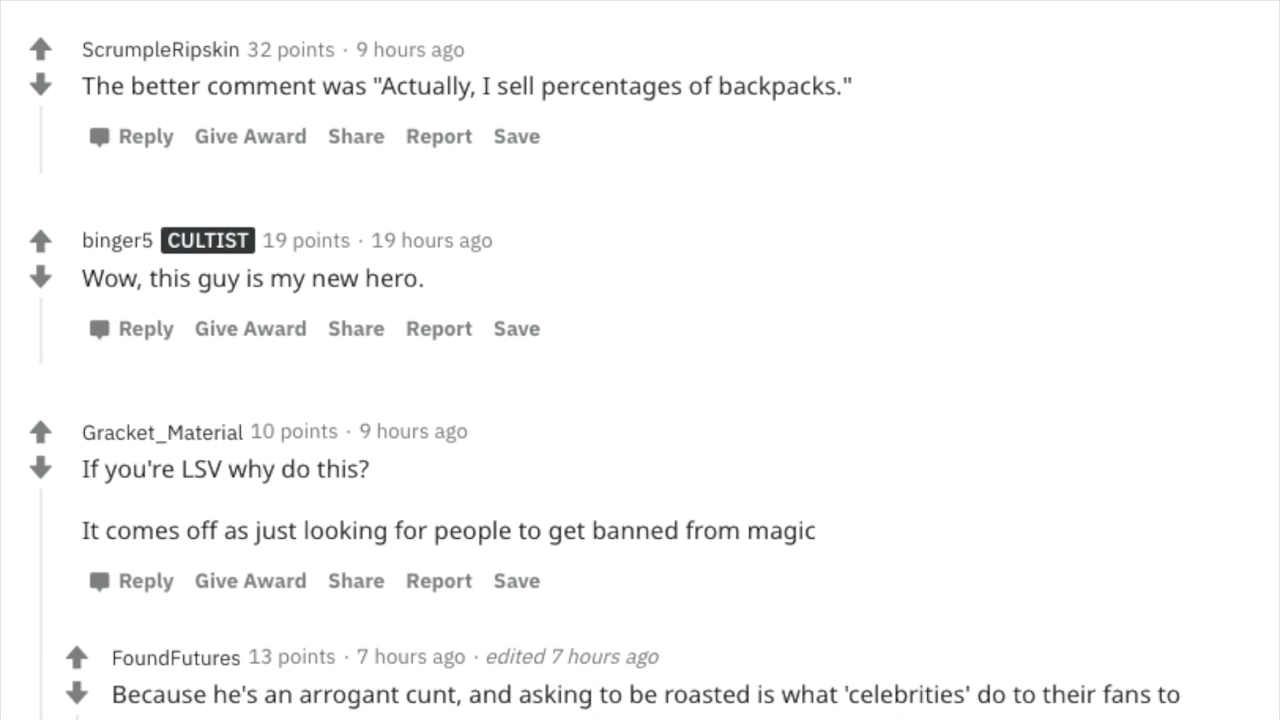 ScrumpleRipskin 32 points · 9 hours ago
The better comment was "Actually, I sell percentages of backpacks."
Reply Give Award Share Report Save
binger5 CULTIST 19 points · 19 hours ago
Wow, this guy is my new hero.
Reply Give Award Share Report Save
Gracket_Material 10 points · 9 hours ago
If you're LSV why do this?
It comes off as just looking for people to get banned from magic
Reply Give Award Share Report Save
FoundFutures 13 points · 7 hours ago · edited 7 hours ago
Because he's an arrogant cunt, and asking to be roasted is what 'celebrities' do to their fans to